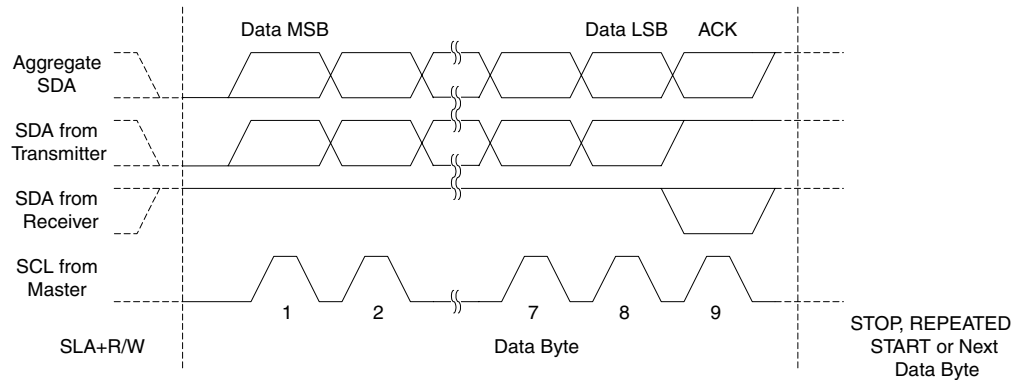 Data MSB
Data LSB
ACK
Aggregate
SDA
SDA from
Transmitter
SDA from
Receiver
SCL from
Master
1
2
7
8
9
SLA+R/W
Data Byte
STOP, REPEATED
START or Next
Data Byte